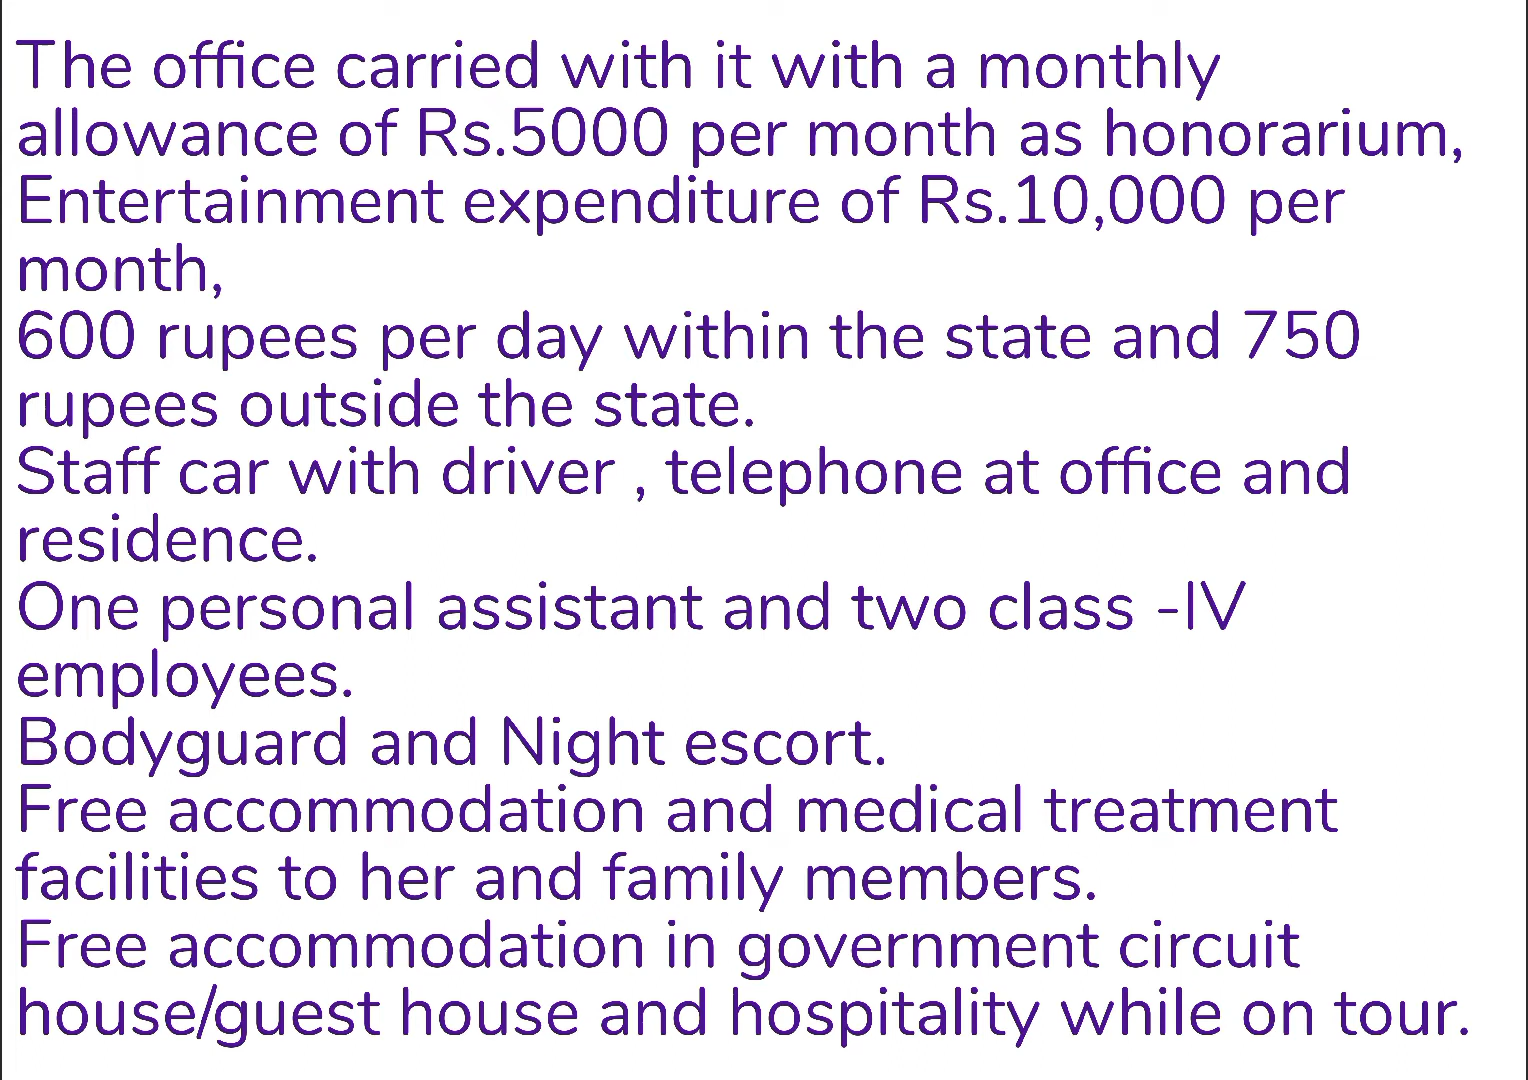 The office carried with it with a monthly
allowance of Rs.5000 per month as honorarium,
Entertainment expenditure of Rs.10,000 per
month,
600 rupees per day within the state and 750
rupees outside the state.
Staff car with driver , telephone at office and
residence.
One personal assistant and two class -IV
employees.
Bodyguard and Night escort.
Free accommodation and medical treatment
facilities to her and family members.
Free accommodation in government circuit
house/guest house and hospitality while on tour.